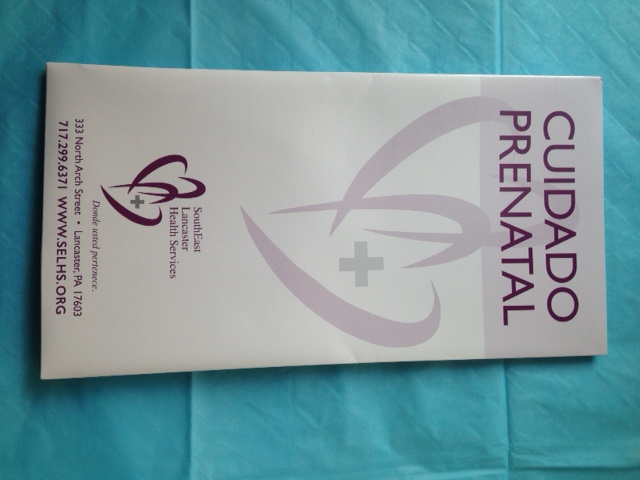 CUIDADO
PRENATAL
SouthEast
Lancaster
Health Services
Donde usted pertenece.
333 North Arch Street • Lancaster, PA 17603
717.299.6371 WWW.SELHS.ORG